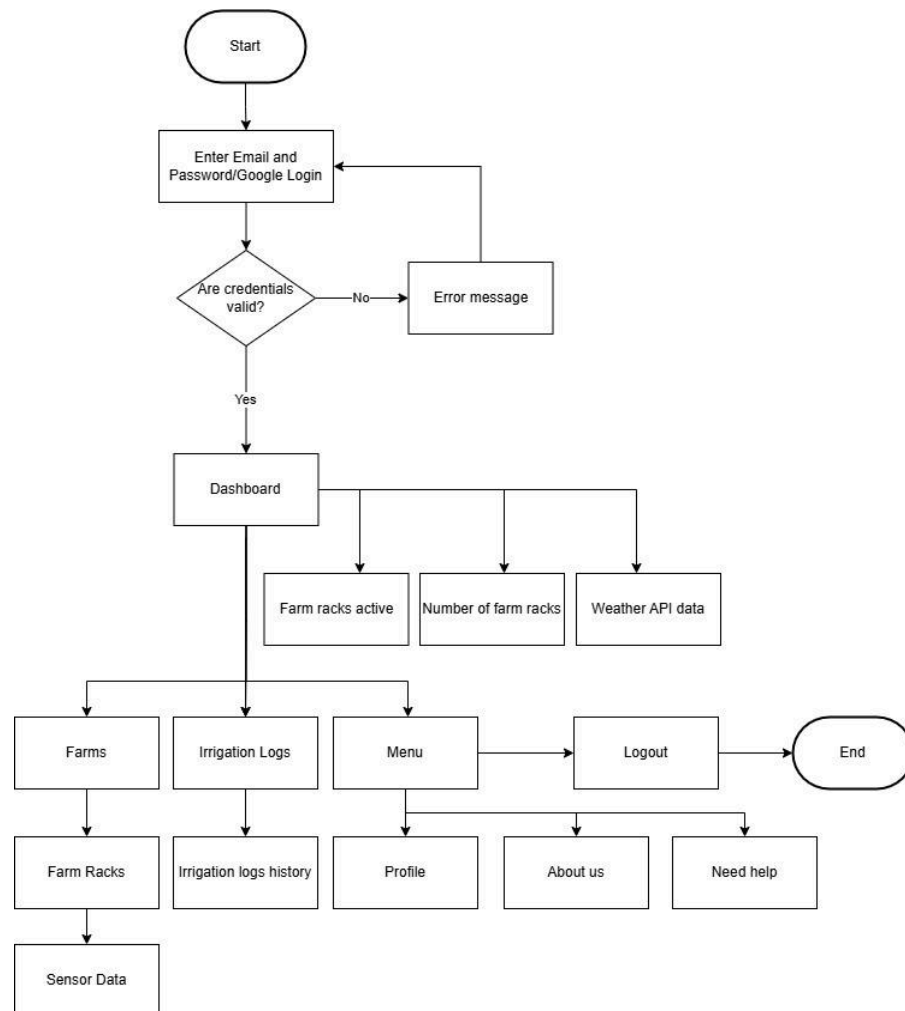 Start
Enter Email and
Password/Google Login
Are credentials
valid?
No
Error message
Yes
Dashboard
Farm racks active
Number of farm racks
Weather API data
Farms
Irrigation Logs
Menu
Logout
End
Farm Racks
Irrigation logs history
Profile
About us
Need help
Sensor Data